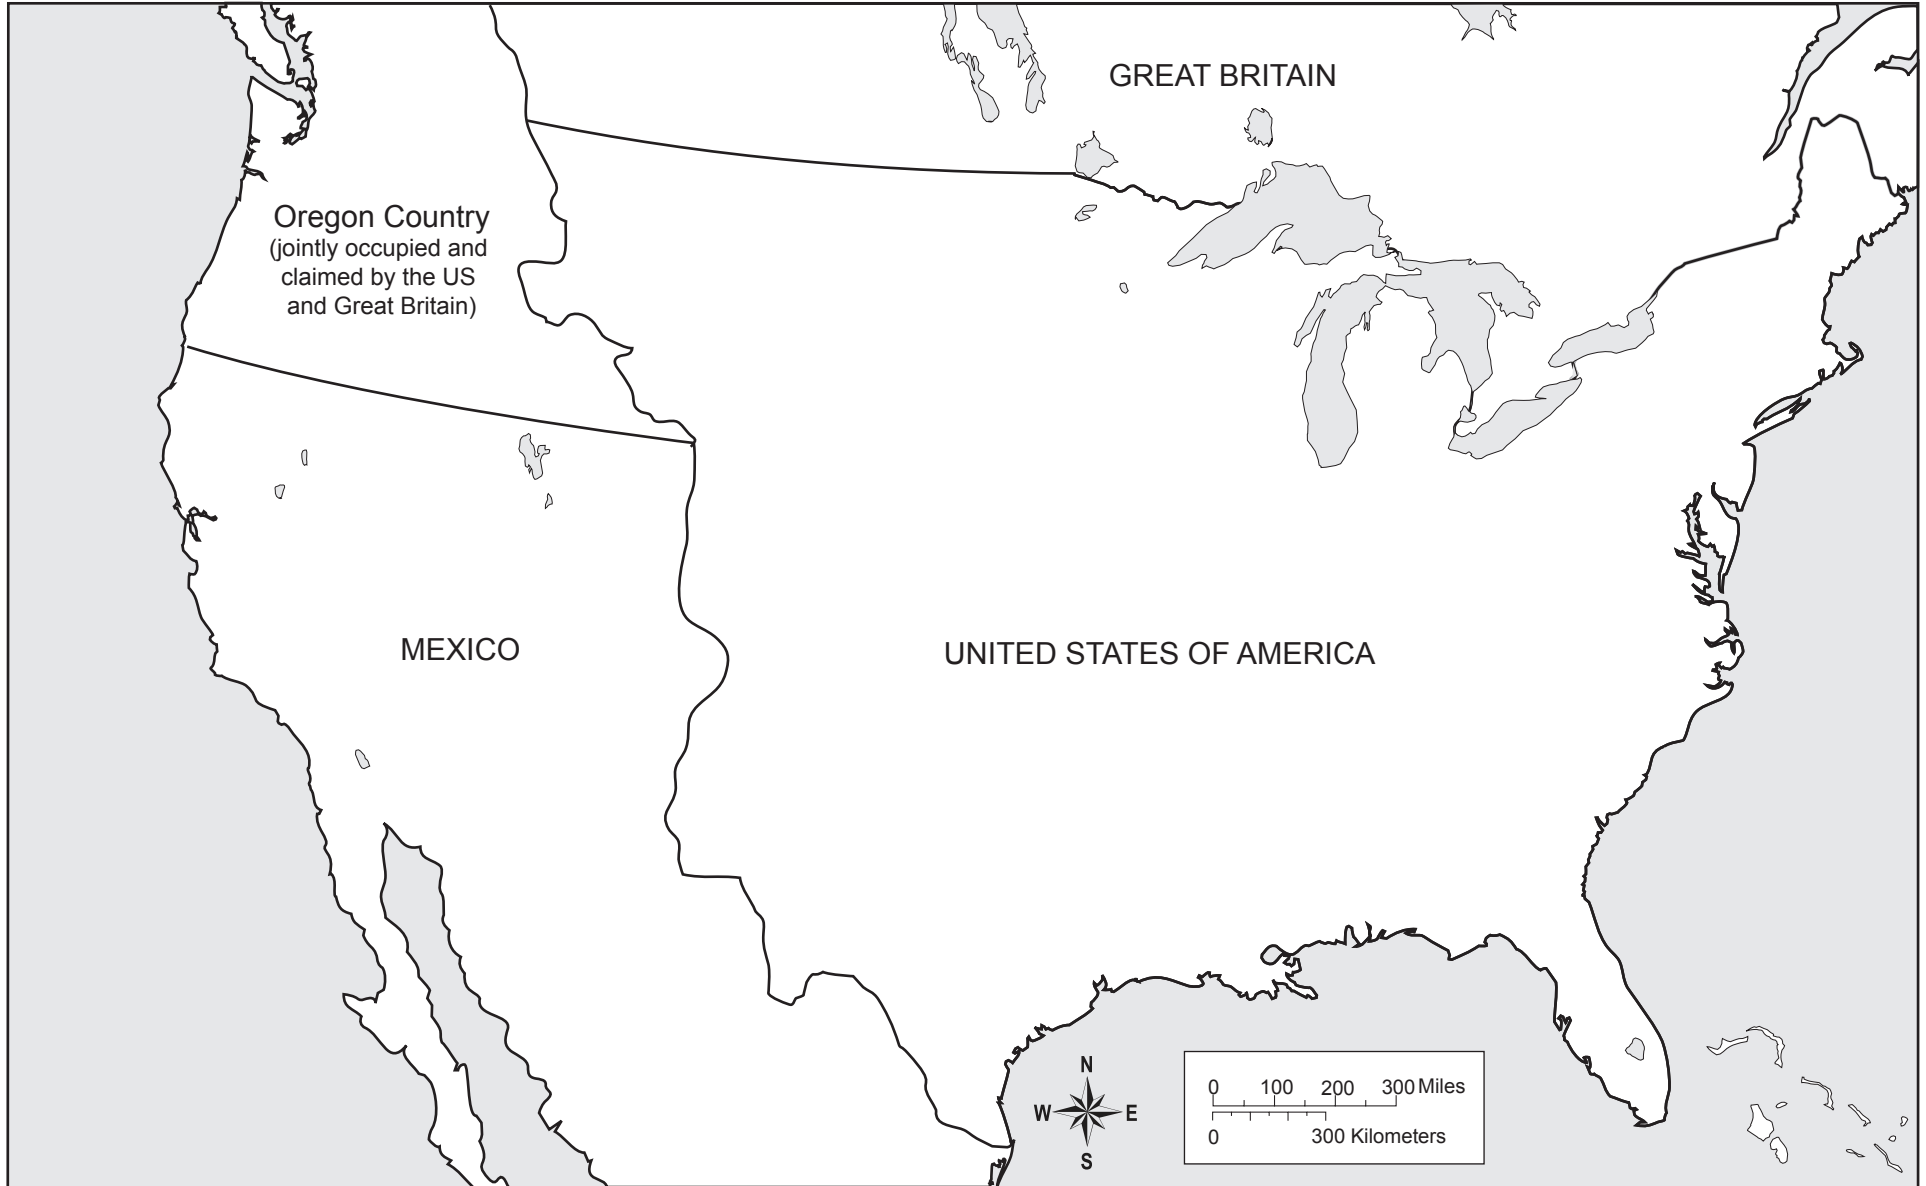 GREAT BRITAIN
Oregon Country
(jointly occupied and
claimed by the US
and Great Britain)
MEXICO
UNITED STATES OF AMERICA
N
W E
S
0 100 200 300 Miles
0 300 Kilometers